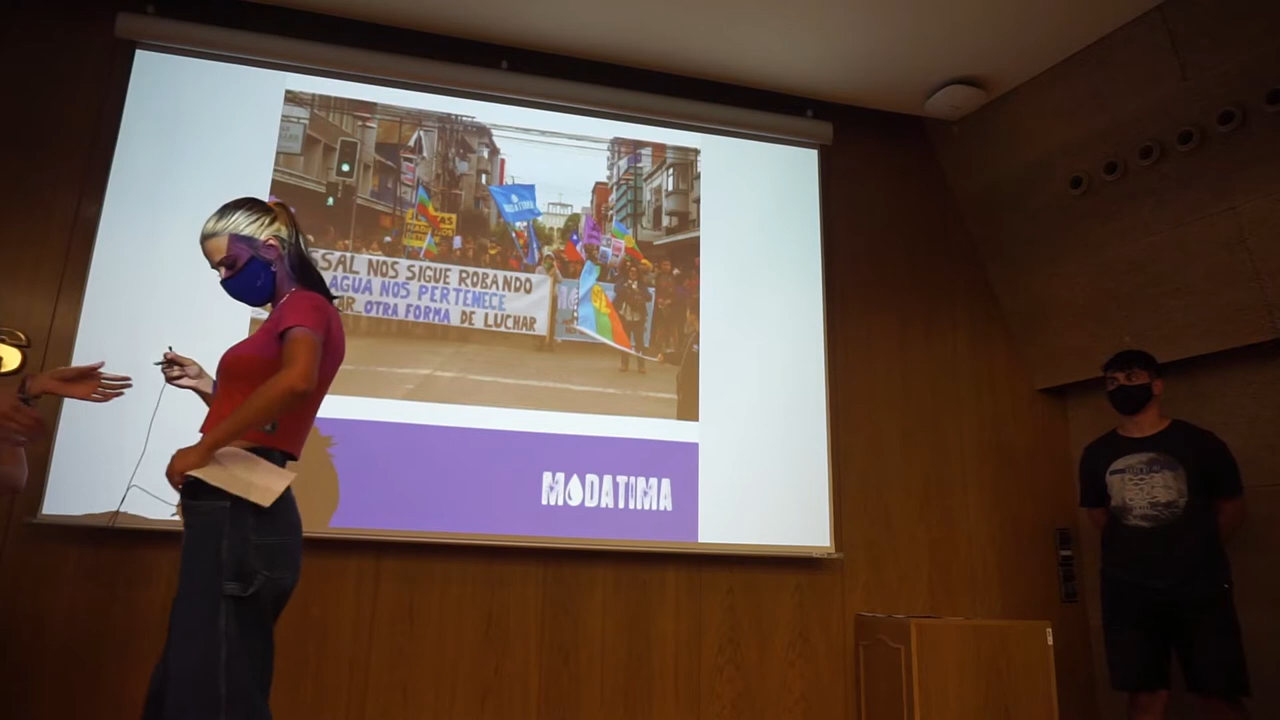 MODATIMA
SSAL NOS SIGUE ROBANDO
AGUA NOS PERTENECE
AR OTRA FORMA DE LUCHAR
MODATIMA